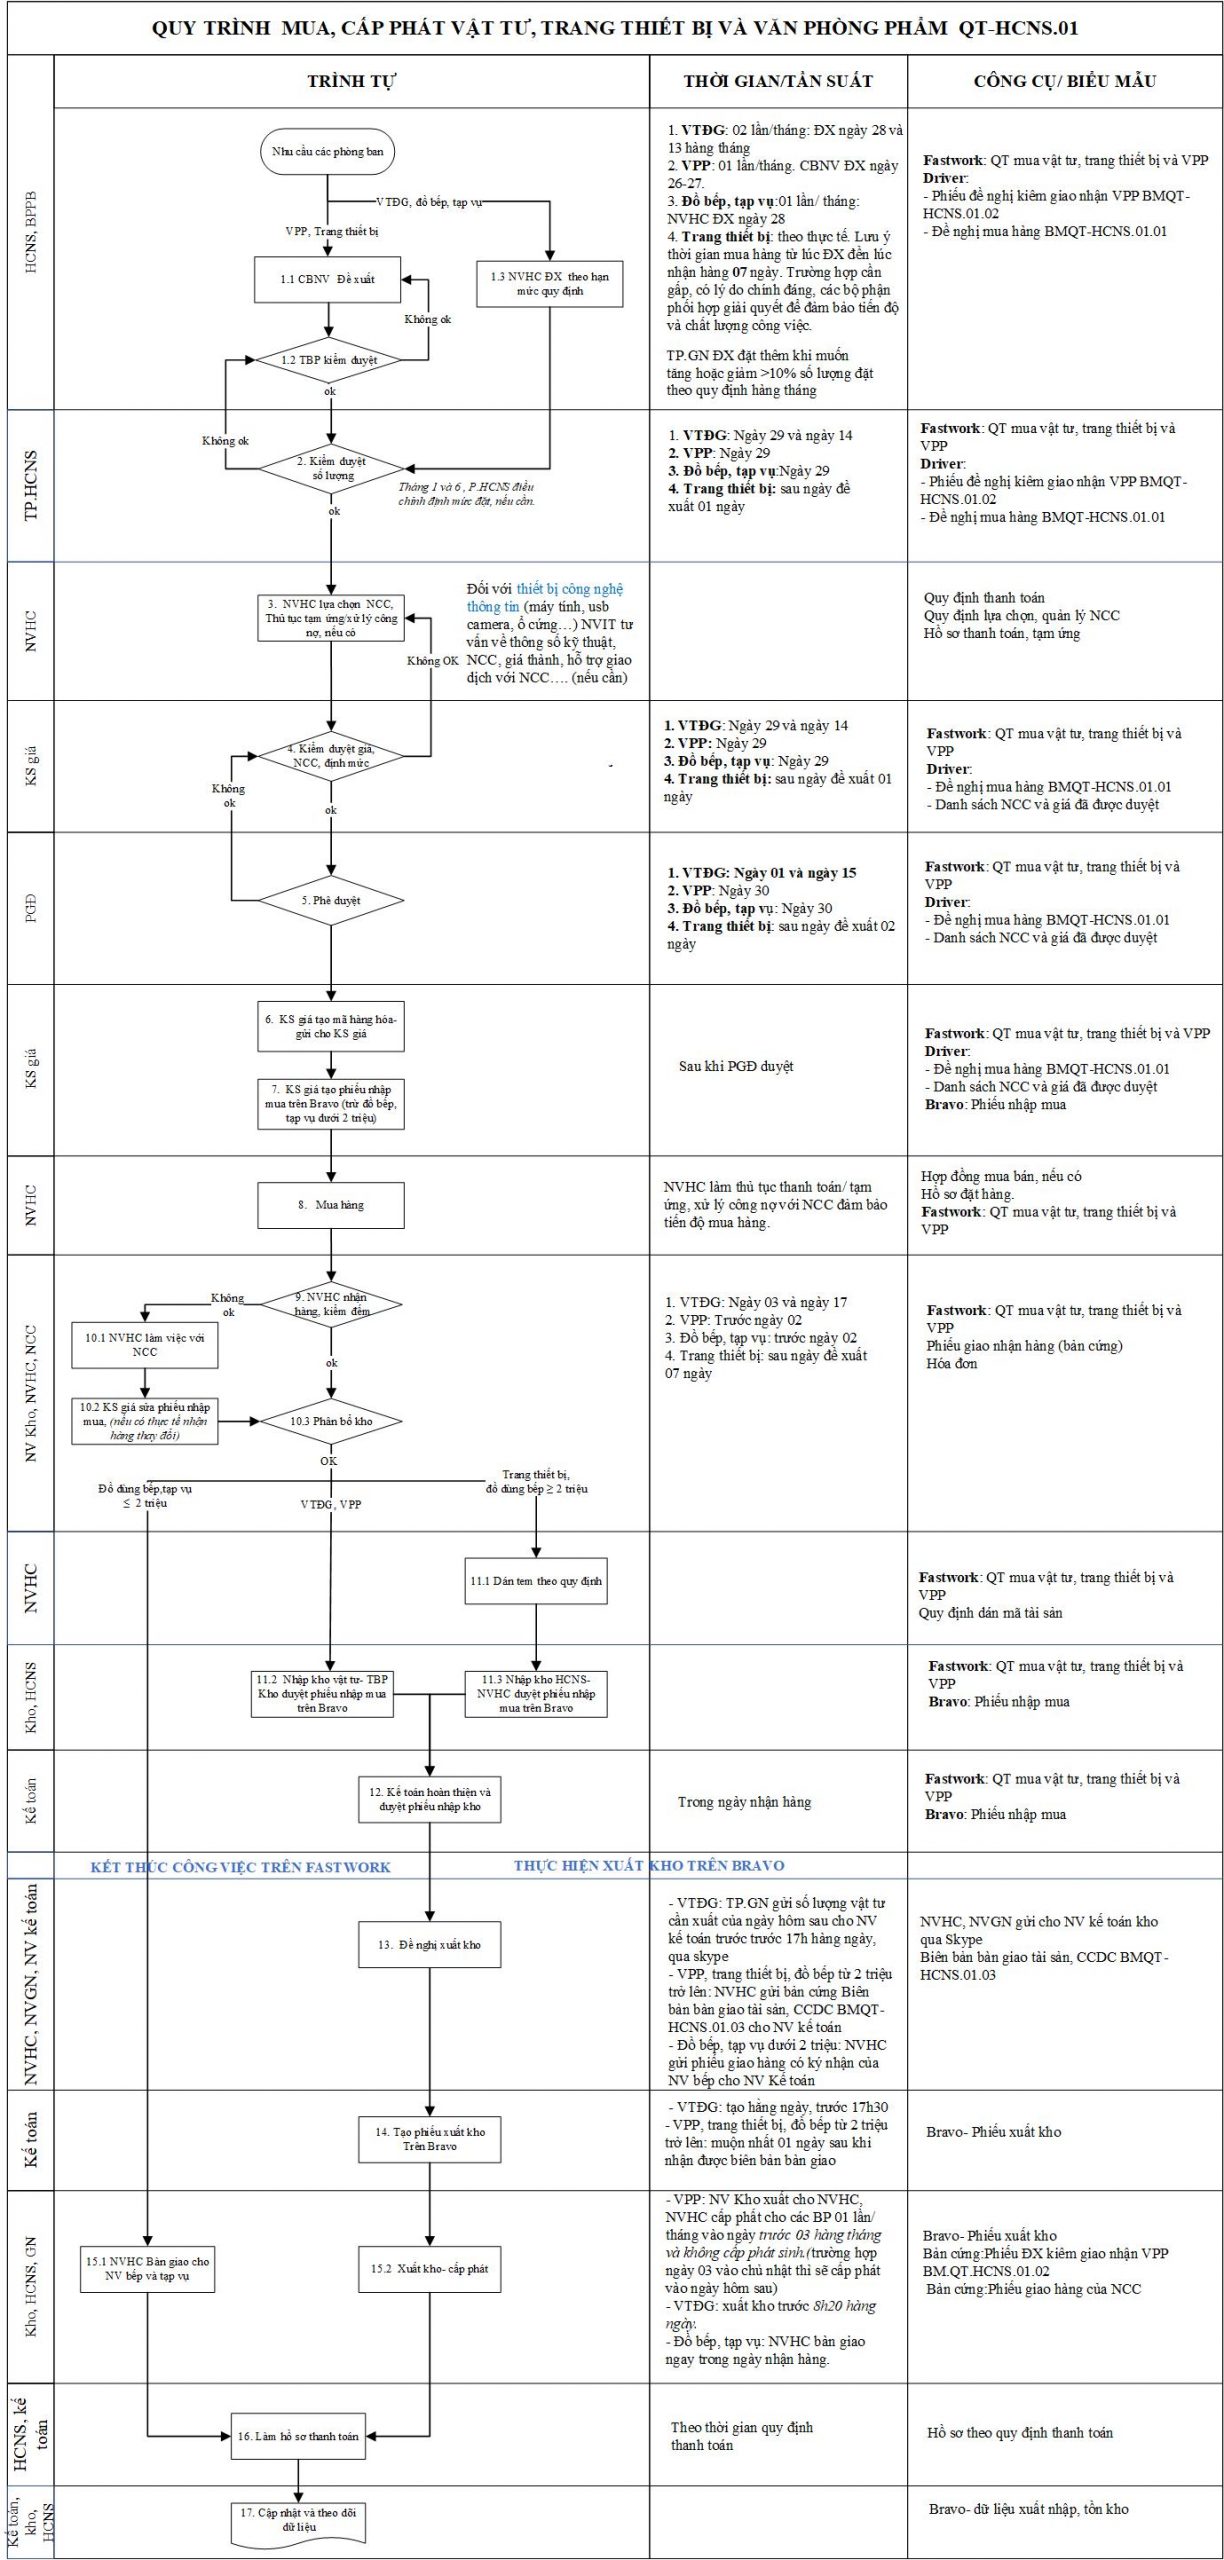 QUY TRÌNH MUA, CẤP PHÁT VẬT TƯ, TRANG THIẾT BỊ VÀ VĂN PHÒNG PHẨM QT-HCNS.01
TRÌNH TỰ
THỜI GIAN/TẦN SUẤT
CÔNG CỤ/ BIỂU MẪU
HCNS, BPPB
Nhu cầu các phòng ban
VTĐG, đồ bếp, tạp vụ
VPP, Trang thiết bị
1.1 CBNV Đề xuất
1.3 NVHC ĐX theo hạn
mức quy định
Không ok
1.2 TBP kiểm duyệt
ok
1. VTĐG: 02 lần/tháng: ĐX ngày 28 và
13 hàng tháng
2. VPP: 01 lần/tháng. CBNV ĐX ngày
26-27.
3. Đồ bếp, tạp vụ:01 lần/ tháng:
NVHC ĐX ngày 28
4. Trang thiết bị: theo thực tế. Lưu ý
thời gian mua hàng từ lúc ĐX đến lúc
nhận hàng 07 ngày. Trường hợp cần
gấp, có lý do chính đáng, các bộ phận
phối hợp giải quyết để đảm bảo tiến độ
và chất lượng công việc.
TP.GN ĐX đặt thêm khi muốn
tăng hoặc giảm >10% số lượng đặt
theo quy định hàng tháng
Fastwork: QT mua vật tư, trang thiết bị và VPP
Driver:
- Phiếu đề nghị kiêm giao nhận VPP BMQT-
HCNS.01.02
- Đề nghị mua hàng BMQT-HCNS.01.01
TP.HCNS
Không ok
2. Kiểm duyệt
số lượng
Tháng 1 và 6 , P.HCNS điều
chỉnh định mức đặt, nếu cần.
ok
1. VTĐG: Ngày 29 và ngày 14
2. VPP: Ngày 29
3. Đồ bếp, tạp vụ:Ngày 29
4. Trang thiết bị: sau ngày đề
xuất 01 ngày
Fastwork: QT mua vật tư, trang thiết bị và
VPP
Driver:
- Phiếu đề nghị kiêm giao nhận VPP BMQT-
HCNS.01.02
- Đề nghị mua hàng BMQT-HCNS.01.01
NVHC
3. NVHC lựa chọn NCC,
Thủ tục tạm ứng/xử lý công
nợ, nếu có
Không OK
Đối với thiết bị công nghệ
thông tin (máy tính, usb
camera, ổ cứng…) NVIT tư
vấn về thông số kỹ thuật,
NCC, giá thành, hỗ trợ giao
dịch với NCC…. (nếu cần)
Quy định thanh toán
Quy định lựa chọn, quản lý NCC
Hồ sơ thanh toán, tạm ứng
KS giá
4. Kiểm duyệt giá,
NCC, định mức
Không
ok
ok
1. VTĐG: Ngày 29 và ngày 14
2. VPP: Ngày 29
3. Đồ bếp, tạp vụ: Ngày 29
4. Trang thiết bị: sau ngày đề xuất 01
ngày
Fastwork: QT mua vật tư, trang thiết bị và
VPP
Driver:
- Đề nghị mua hàng BMQT-HCNS.01.01
- Danh sách NCC và giá đã được duyệt
PGĐ
5. Phê duyệt
1. VTĐG: Ngày 01 và ngày 15
2. VPP: Ngày 30
3. Đồ bếp, tạp vụ: Ngày 30
4. Trang thiết bị: sau ngày đề xuất 02
ngày
Fastwork: QT mua vật tư, trang thiết bị và
VPP
Driver:
- Đề nghị mua hàng BMQT-HCNS.01.01
- Danh sách NCC và giá đã được duyệt
KS giá
6. KS giá tạo mã hàng hóa-
gửi cho KS giá
7. KS giá tạo phiếu nhập
mua trên Bravo (trừ đồ bếp,
tạp vụ dưới 2 triệu)
Sau khi PGĐ duyệt
Fastwork: QT mua vật tư, trang thiết bị và VPP
Driver:
- Đề nghị mua hàng BMQT-HCNS.01.01
- Danh sách NCC và giá đã được duyệt
Bravo: Phiếu nhập mua
NVHC
8. Mua hàng
NVHC làm thủ tục thanh toán/ tạm
ứng, xử lý công nợ với NCC đảm bảo
tiến độ mua hàng.
Hợp đồng mua bán, nếu có
Hồ sơ đặt hàng.
Fastwork: QT mua vật tư, trang thiết bị và
VPP
NV Kho, NVHC, NCC
Không
ok
9. NVHC nhận
hàng, kiểm đếm
10.1 NVHC làm việc với
NCC
ok
10.2 KS giá sửa phiếu nhập
mua, (nếu có thực tế nhận
hàng thay đổi)
10.3 Phân bổ kho
OK
Đồ dùng bếp,tạp vụ
≤ 2 triệu
VTĐG, VPP
Trang thiết bị,
đồ dùng bếp ≥ 2 triệu
1. VTĐG: Ngày 03 và ngày 17
2. VPP: Trước ngày 02
3. Đồ bếp, tạp vụ: trước ngày 02
4. Trang thiết bị: sau ngày đề xuất
07 ngày
Fastwork: QT mua vật tư, trang thiết bị và
VPP
Phiếu giao nhận hàng (bản cứng)
Hóa đơn
NVHC
11.1 Dán tem theo quy định
Fastwork: QT mua vật tư, trang thiết bị và
VPP
Quy định dán mã tài sản
Kho, HCNS
11.2 Nhập kho vật tư- TBP
Kho duyệt phiếu nhập mua
trên Bravo
11.3 Nhập kho HCNS-
NVHC duyệt phiếu nhập
mua trên Bravo
Fastwork: QT mua vật tư, trang thiết bị và
VPP
Bravo: Phiếu nhập mua
Kế toán
12. Kế toán hoàn thiện và
duyệt phiếu nhập kho
Trong ngày nhận hàng
Fastwork: QT mua vật tư, trang thiết bị và
VPP
Bravo: Phiếu nhập mua
KẾT THÚC CÔNG VIỆC TRÊN FASTWORK
THỰC HIỆN XUẤT KHO TRÊN BRAVO
NVHC, NVGN, NV kế toán
13. Đề nghị xuất kho
- VTĐG: TP.GN gửi số lượng vật tư
cần xuất của ngày hôm sau cho NV
kế toán trước trước 17h hàng ngày,
qua skype
- VPP, trang thiết bị, đồ bếp từ 2 triệu
trở lên: NVHC gửi bản cứng Biên
bản bàn giao tài sản, CCDC BMQT-
HCNS.01.03 cho NV kế toán
- Đồ bếp, tạp vụ dưới 2 triệu: NVHC
gửi phiếu giao hàng có ký nhận của
NV bếp cho NV Kế toán
NVHC, NVGN gửi cho NV kế toán kho
qua Skype
Biên bản bàn giao tài sản, CCDC BMQT-
HCNS.01.03
Kế toán
14. Tạo phiếu xuất kho
Trên Bravo
- VTĐG: tạo hằng ngày, trước 17h30
- VPP, trang thiết bị, đồ bếp từ 2 triệu
trở lên: muộn nhất 01 ngày sau khi
nhận được biên bản bàn giao
Bravo- Phiếu xuất kho
Kho, HCNS, GN
15.1 NVHC Bàn giao cho
NV bếp và tạp vụ
15.2 Xuất kho- cấp phát
- VPP: NV Kho xuất cho NVHC,
NVHC cấp phất cho các BP 01 lần/
tháng vào ngày trước 03 hàng tháng
và không cấp phát sinh.(trường hợp
ngày 03 vào chủ nhật thì sẽ cấp phát
vào ngày hôm sau)
- VTĐG: xuất kho trước 8h20 hàng
ngày.
- Đồ bếp, tạp vụ: NVHC bàn giao
ngay trong ngày nhận hàng.
Bravo- Phiếu xuất kho
Bản cứng:Phiếu ĐX kiêm giao nhận VPP
BM.QT.HCNS.01.02
Bản cứng:Phiếu giao hàng của NCC
HCNS, kế
toán
16. Làm hồ sơ thanh toán
Theo thời gian quy định
thanh toán
Hồ sơ theo quy định thanh toán
Kế toán,
kho,
HCNS
17. Cập nhật và theo dõi
dữ liệu
Bravo- dữ liệu xuất nhập, tồn kho